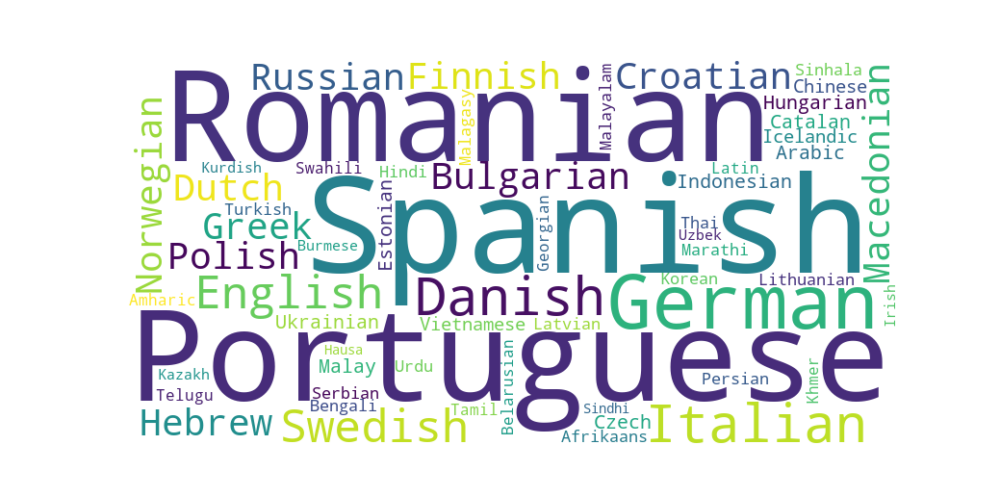 Russian
Finnish
Croatian
Sinhala
Chinese
Romanian
Malagasy
Malayalam
Hungarian
Catalan
Icelandic
Arabic
Macedonian
Norwegian
Kurdish
Swahili
Hindi
Bulgarian
Latin
Indonesian
Dutch
Spanish
Turkish
Greek
Estonian
Georgian
Thai
Uzbek
Marathi
Burmese
Polish
Korean
Lithuanian
Amharic
English
Danish
German
Irish
Ukrainian
Vietnamese
Latvian
Portuguese
Hausa
Malay
Urdu
Belarusian
Kazakh
Persian
Khmer
Telugu
Serbian
Bengali
Tamil
Sindhi
Hebrew
Swedish
Czech
Afrikaans
Italian